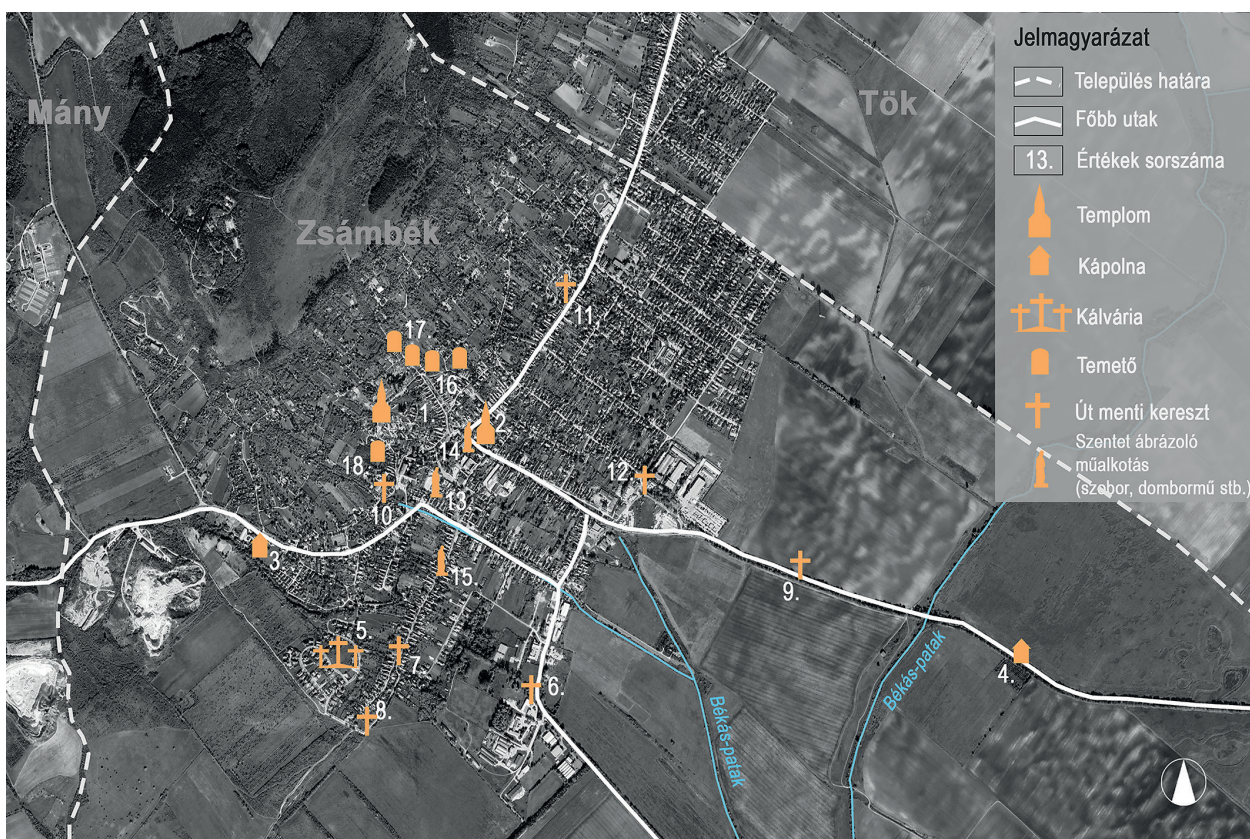 Jelmagyarázat
Település határa
Főbb utak
13. Értékek sorszáma
Templom
Kápolna
Kálvária
Temető
Út menti kereszt
Szentet ábrázoló
műalkotás
(szobor, dombormű stb.)
Mány
Tök
Zsámbék
11.
17.
16.
1.
2.
14.
18.
12.
13.
10.
3.
15.
9.
5.
7.
4.
6.
8.
Békás-patak
Békás-patak